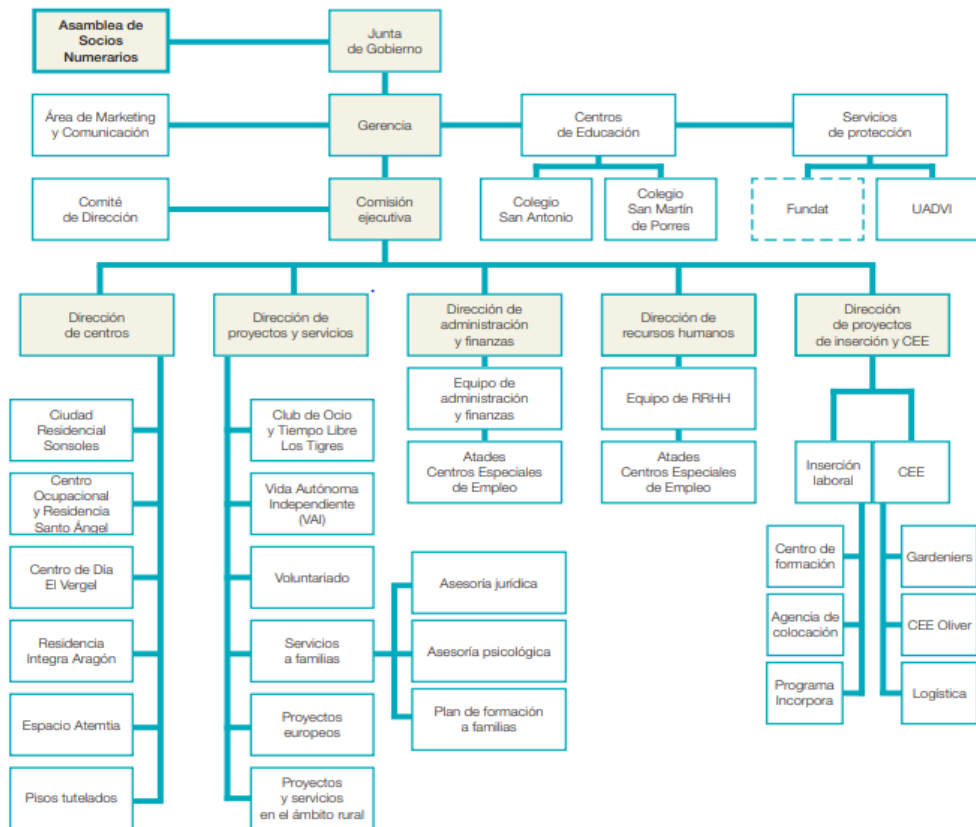 Asamblea de
Socios
Numerarios
Junta
de Gobierno
Área de Marketing
y Comunicación
Gerencia
Centros
de Educación
Servicios
de protección
Comité
de Dirección
Comisión
ejecutiva
Colegio
San Antonio
Colegio
San Martín
de Porres
Fundat
UADVI
Dirección
de centros
Dirección de
proyectos y servicios
Dirección de
administración
y finanzas
Dirección de
recursos humanos
Dirección
de proyectos
de inserción y CEE
Ciudad
Residencial
Sonsoles
Centro
Ocupacional
y Residencia
Santo Ángel
Centro de Día
El Vergel
Residencia
Integra Aragón
Espacio Atemtia
Pisos tutelados
Club de Ocio
y Tiempo Libre
Los Tigres
Vida Autónoma
Independiente
(VAI)
Voluntariado
Servicios
a familias
Proyectos
europeos
Proyectos
y servicios
en el ámbito rural
Asesoría jurídica
Asesoría psicológica
Plan de formación
a familias
Equipo de
administración
y finanzas
Atades
Centros Especiales
de Empleo
Equipo de RRHH
Atades
Centros Especiales
de Empleo
Inserción
laboral
CEE
Centro de
formación
Agencia de
colocación
Programa
Incorpora
Gardeniers
CEE Oliver
Logística